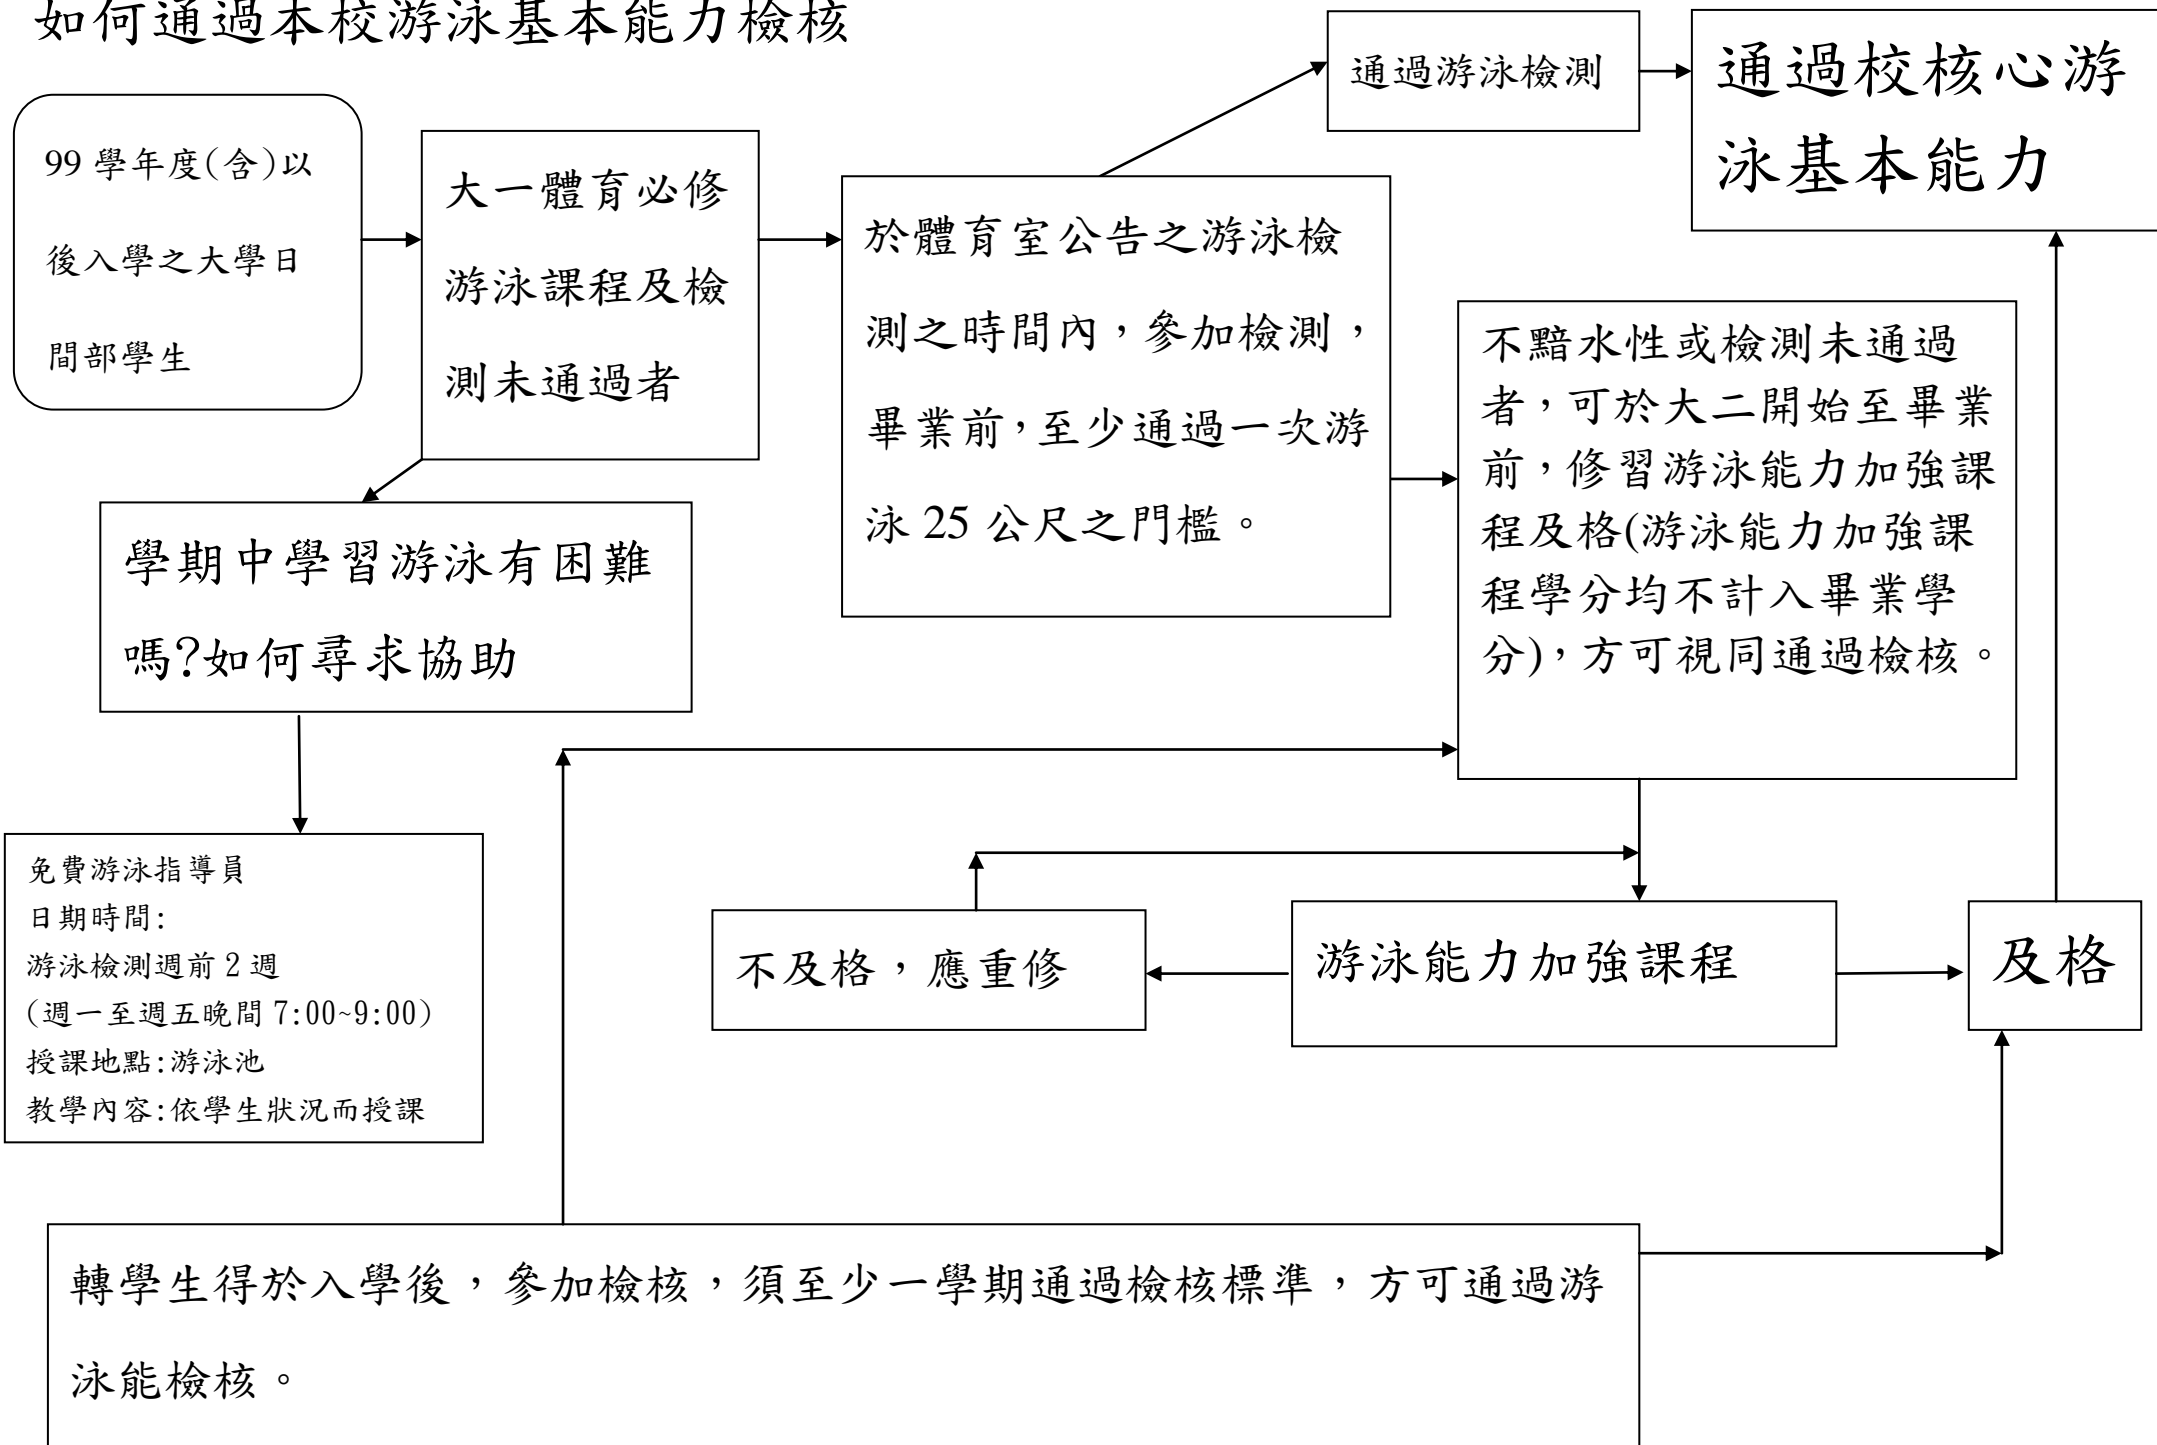 如何通過本校游泳基本能力檢核
99 學年度(含)以
後入學之大學日
間部學生
大一體育必修
游泳課程及檢
測未通過者
於體育室公告之游泳檢
測之時間內，參加檢測，
畢業前，至少通過一次游
泳 25 公尺之門檻。
通過游泳檢測
通過校核心游
泳基本能力
不黯水性或檢測未通過
者，可於大二開始至畢業
前，修習游泳能力加強課
程及格(游泳能力加強課
程學分均不計入畢業學
分)，方可視同通過檢核。
學期中學習游泳有困難
嗎?如何尋求協助
免費游泳指導員
日期時間:
游泳檢測週前 2 週
(週一至週五晚間 7:00~9:00)
授課地點:游泳池
教學內容:依學生狀況而授課
不及格，應重修
游泳能力加強課程
及格
轉學生得於入學後，參加檢核，須至少一學期通過檢核標準，方可通過游
泳能檢核。